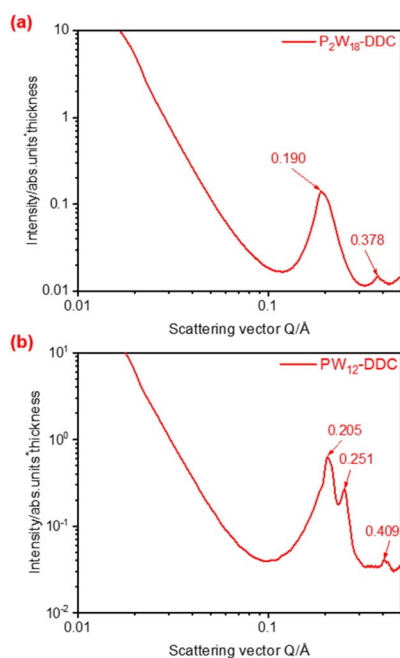 (a)
P₂W₁₈-DDC
10
1
0.1
0.01
0.190
0.378
0.01
0.1
Intensity/abs.units*thickness
Scattering vector Q/Å
(b)
PW₁₂-DDC
10¹
10⁰
10⁻¹
10⁻²
0.205
0.251
0.409
0.01
0.1
Intensity/abs.units*thickness
Scattering vector Q/Å